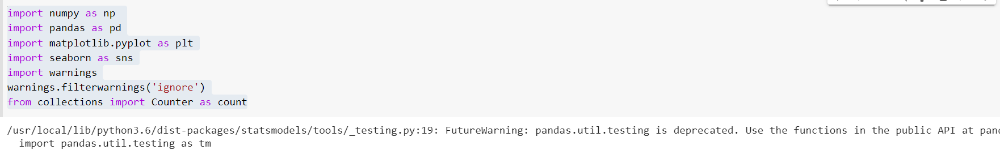 import numpy as np
import pandas as pd
import matplotlib.pyplot as plt
import seaborn as sns
import warnings
warnings.filterwarnings('ignore')
from collections import Counter as count
/usr/local/lib/python3.6/dist-packages/statsmodels/tools/_testing.py:19: FutureWarning: pandas.util.testing is deprecated. Use the functions in the public API at
import pandas.util.testing as tm